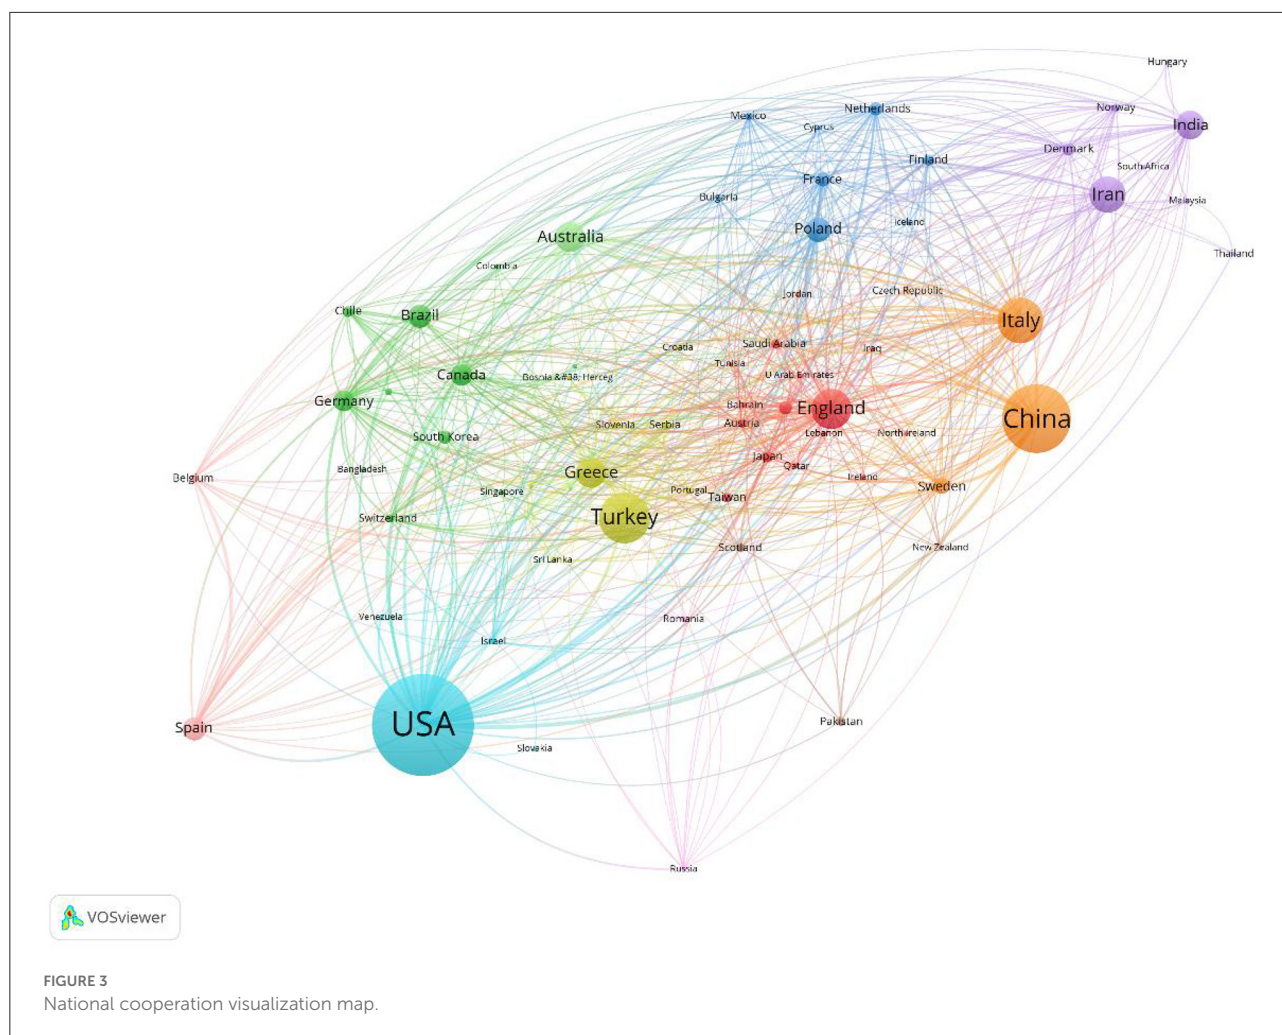 Hungary
Norway
Netherlands
Mexico
India
Cyprus
Denmark
Finland
South Africa
France
Iran
Bulgaria
Malaysia
Iceland
Poland
Australia
Thailand
Colombia
Czech Republic
Jordan
Chile
Brazil
Italy
Saudi Arabia
Croatia
Iraq
Tunisia
Canada
U Arab Emirates
Bosnia &#38; Herceg
Germany
Bahrain
England
China
Slovenia
Serbia
Austria
Lebanon
North Ireland
South Korea
Japan
Qatar
Bangladesh
Greece
Belgium
Ireland
Sweden
Singapore
Portugal
Taiwan
Switzerland
Turkey
Scotland
New Zealand
Sri Lanka
Venezuela
Romania
Israel
Spain
USA
Pakistan
Slovakia
Russia
VOSviewer
FIGURE 3
National cooperation visualization map.